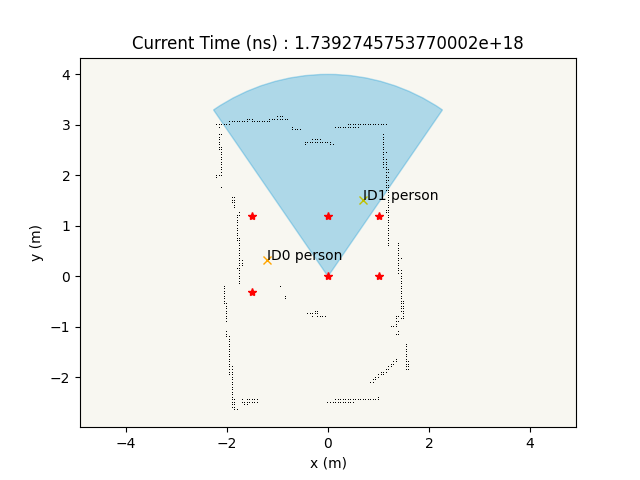 Current Time (ns) : 1.7392745753770002e+18
4
3
2
1
0
−1
−2
y (m)
ID1 person
ID0 person
−4
−2
0
2
4
x (m)